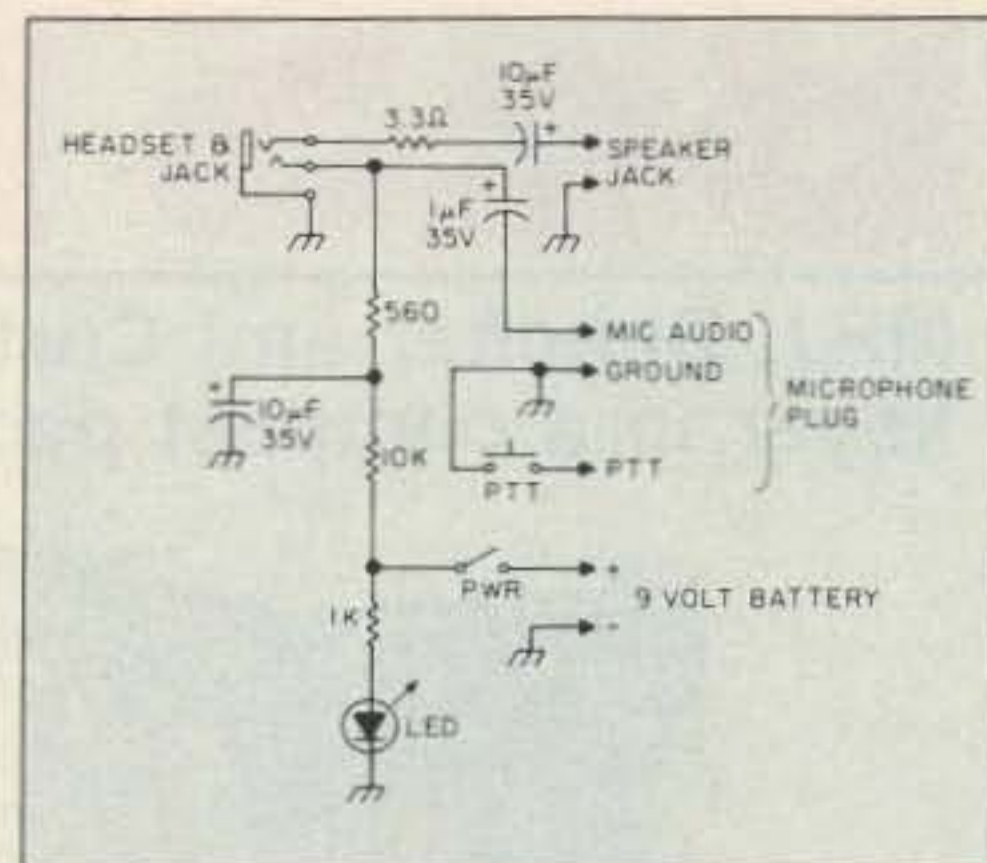 10µF
35V
3.3Ω
HEADSET &
JACK
SPEAKER
JACK
+
+
1µF
35V
560
MIC AUDIO
GROUND
MICROPHONE
PLUG
+
10µF
35V
10K
PTT
PTT
PWR
+
9 VOLT BATTERY
-
1K
LED